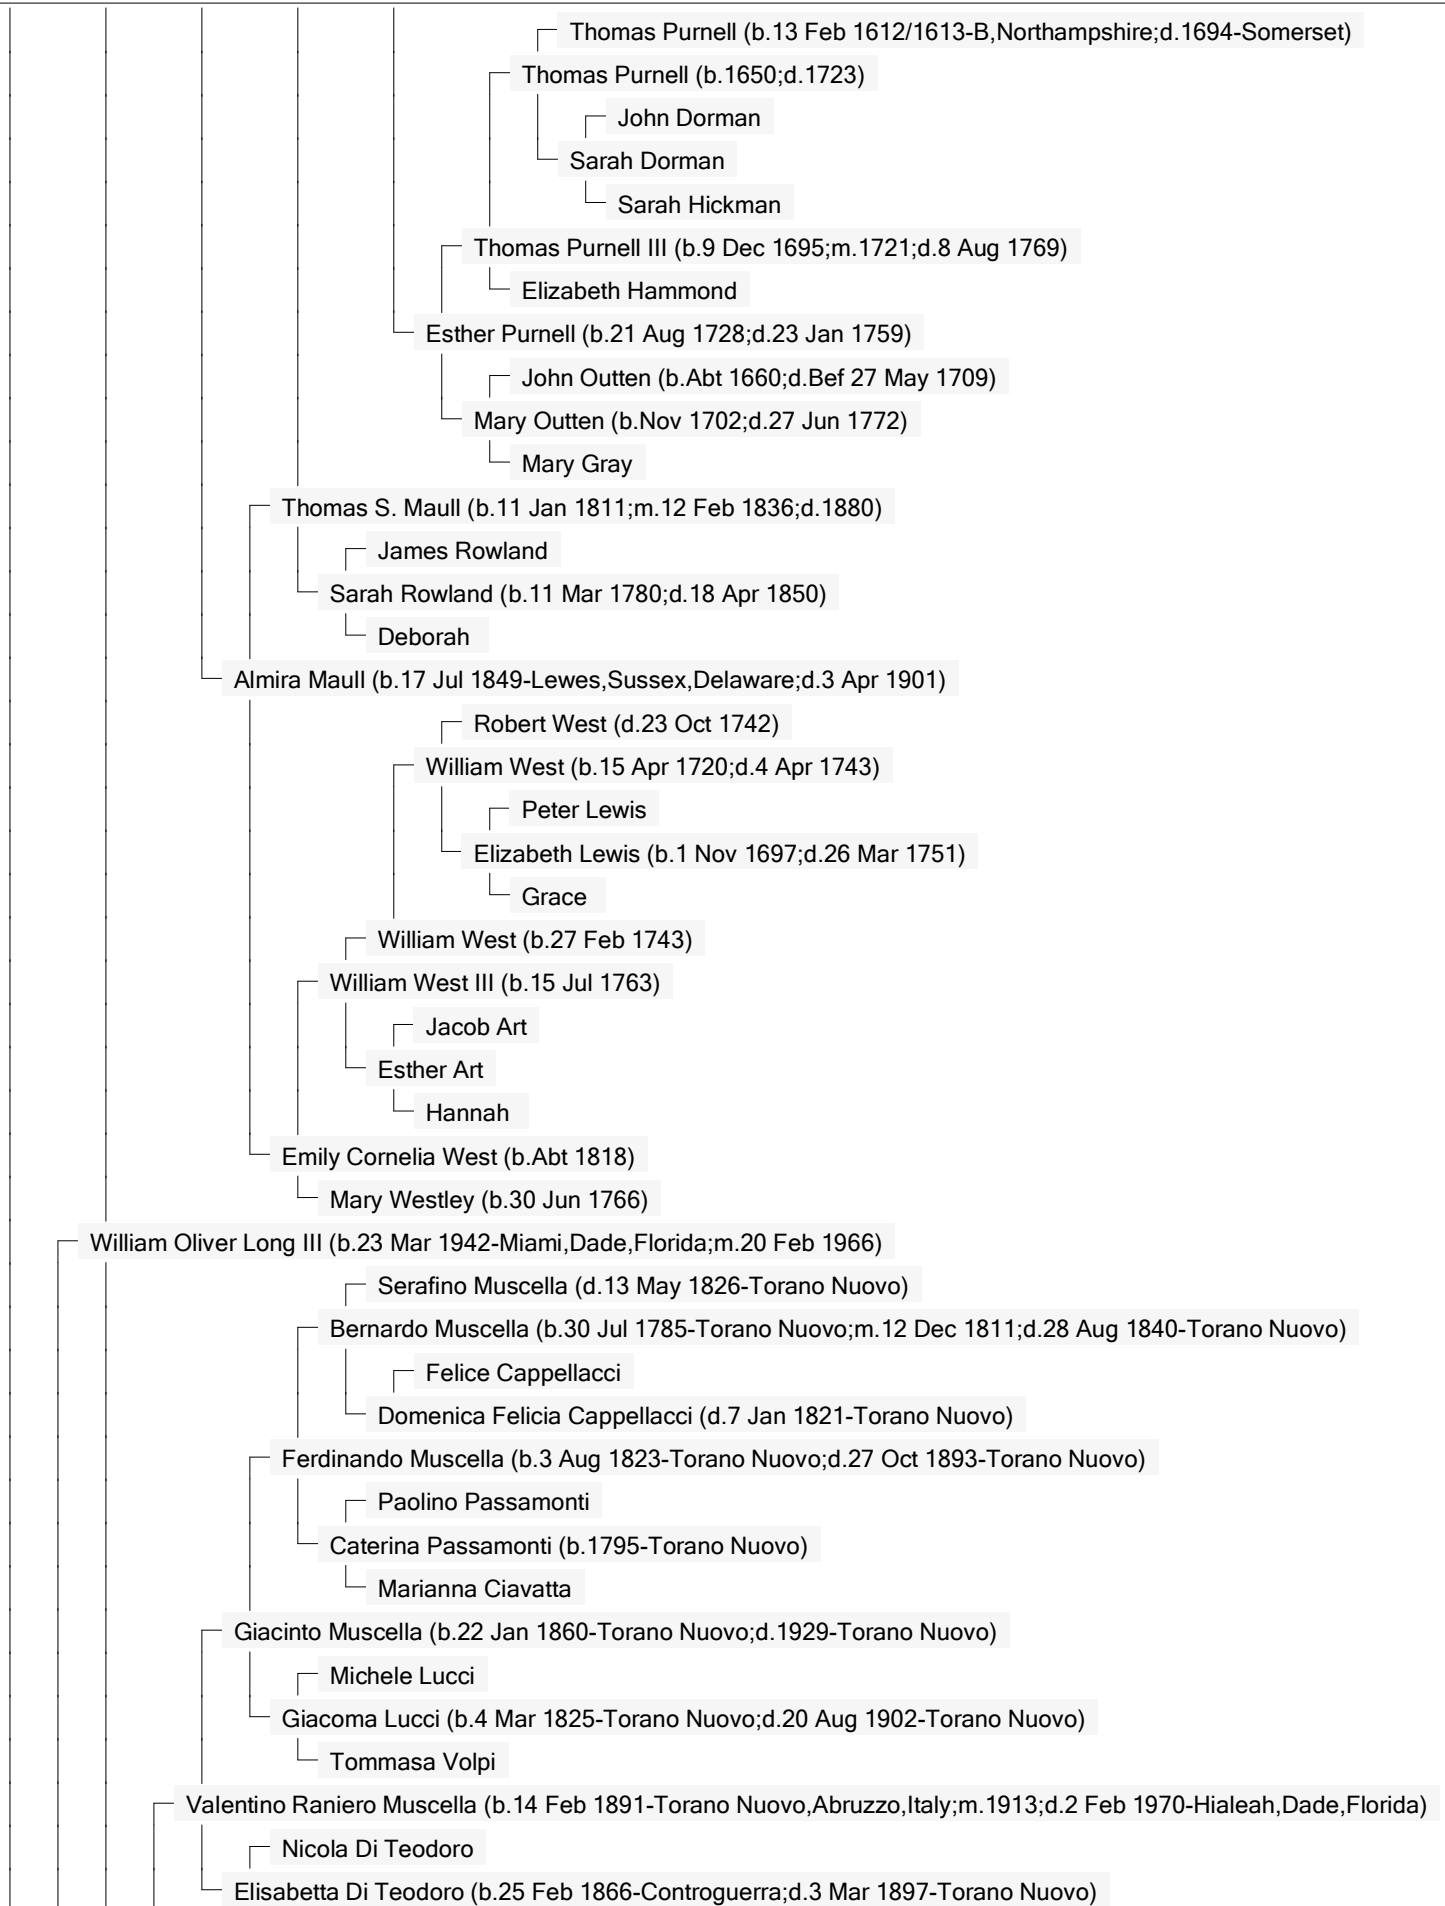 Thomas Purnell (b.13 Feb 1612/1613-B,Northampshire;d.1694-Somerset)
Thomas Purnell (b.1650;d.1723)
John Dorman
Sarah Dorman
Sarah Hickman
Thomas Purnell III (b.9 Dec 1695;m.1721;d.8 Aug 1769)
Elizabeth Hammond
Esther Purnell (b.21 Aug 1728;d.23 Jan 1759)
John Outten (b.Abt 1660;d.Bef 27 May 1709)
Mary Outten (b.Nov 1702;d.27 Jun 1772)
Mary Gray
Thomas S. Maull (b.11 Jan 1811;m.12 Feb 1836;d.1880)
James Rowland
Sarah Rowland (b.11 Mar 1780;d.18 Apr 1850)
Deborah
Almira Maull (b.17 Jul 1849-Lewes,Sussex,Delaware;d.3 Apr 1901)
Robert West (d.23 Oct 1742)
William West (b.15 Apr 1720;d.4 Apr 1743)
Peter Lewis
Elizabeth Lewis (b.1 Nov 1697;d.26 Mar 1751)
Grace
William West (b.27 Feb 1743)
William West III (b.15 Jul 1763)
Jacob Art
Esther Art
Hannah
Emily Cornelia West (b.Abt 1818)
Mary Westley (b.30 Jun 1766)
William Oliver Long III (b.23 Mar 1942-Miami,Dade,Florida;m.20 Feb 1966)
Serafino Muscella (d.13 May 1826-Torano Nuovo)
Bernardo Muscella (b.30 Jul 1785-Torano Nuovo;m.12 Dec 1811;d.28 Aug 1840-Torano Nuovo)
Felice Cappellacci
Domenica Felicia Cappellacci (d.7 Jan 1821-Torano Nuovo)
Ferdinando Muscella (b.3 Aug 1823-Torano Nuovo;d.27 Oct 1893-Torano Nuovo)
Paolino Passamonti
Caterina Passamonti (b.1795-Torano Nuovo)
Marianna Ciavatta
Giacinto Muscella (b.22 Jan 1860-Torano Nuovo;d.1929-Torano Nuovo)
Michele Lucci
Giacoma Lucci (b.4 Mar 1825-Torano Nuovo;d.20 Aug 1902-Torano Nuovo)
Tommasa Volpi
Valentino Raniero Muscella (b.14 Feb 1891-Torano Nuovo,Abruzzo,Italy;m.1913;d.2 Feb 1970-Hialeah,Dade,Florida)
Nicola Di Teodoro
Elisabetta Di Teodoro (b.25 Feb 1866-Controguerra;d.3 Mar 1897-Torano Nuovo)